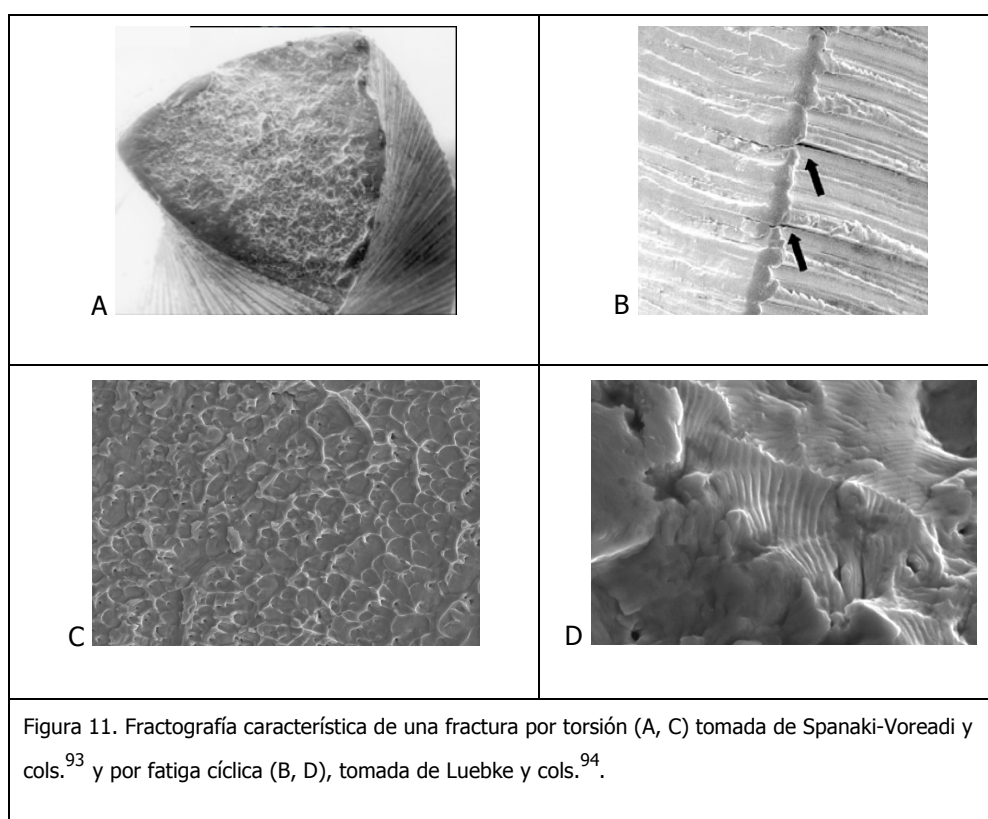 A
B
C
D
Figura 11. Fractografía característica de una fractura por torsión (A, C) tomada de Spanaki-Voreadi y
cols.93 y por fatiga cíclica (B, D), tomada de Luebke y cols.94.